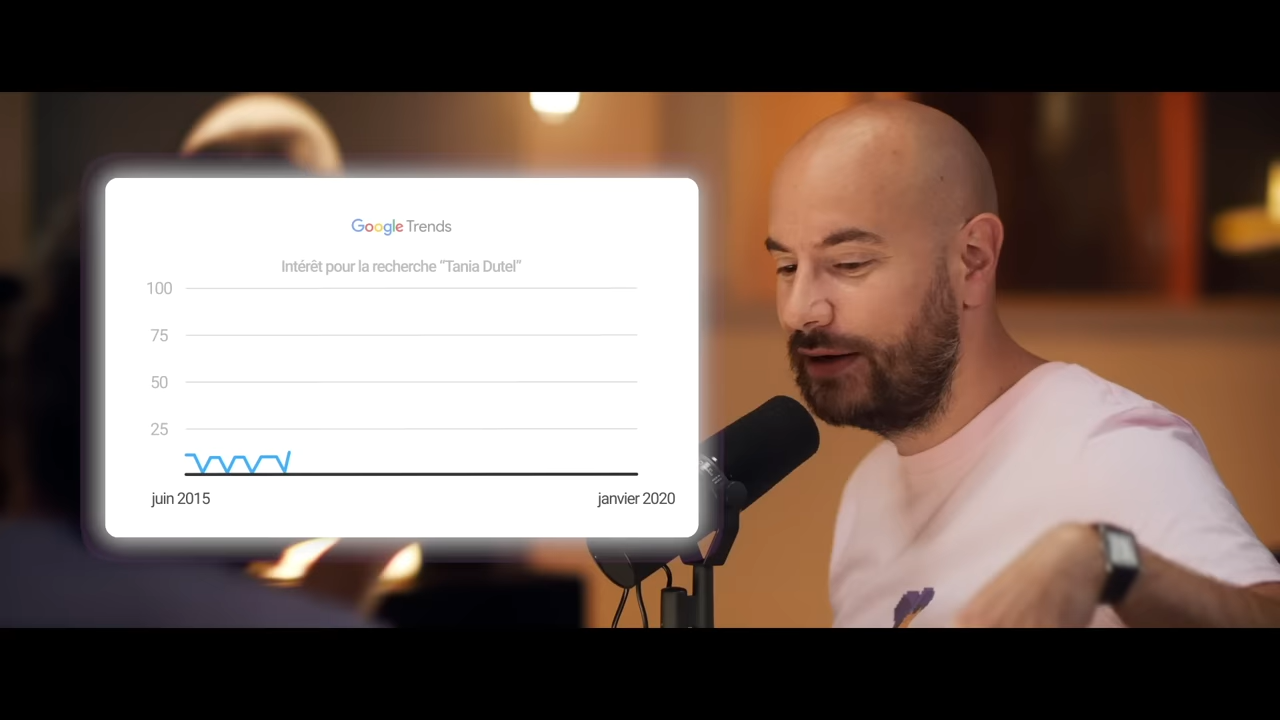 Google Trends
Intérêt pour la recherche “Tania Dutel”
100
75
50
25
juin 2015
janvier 2020